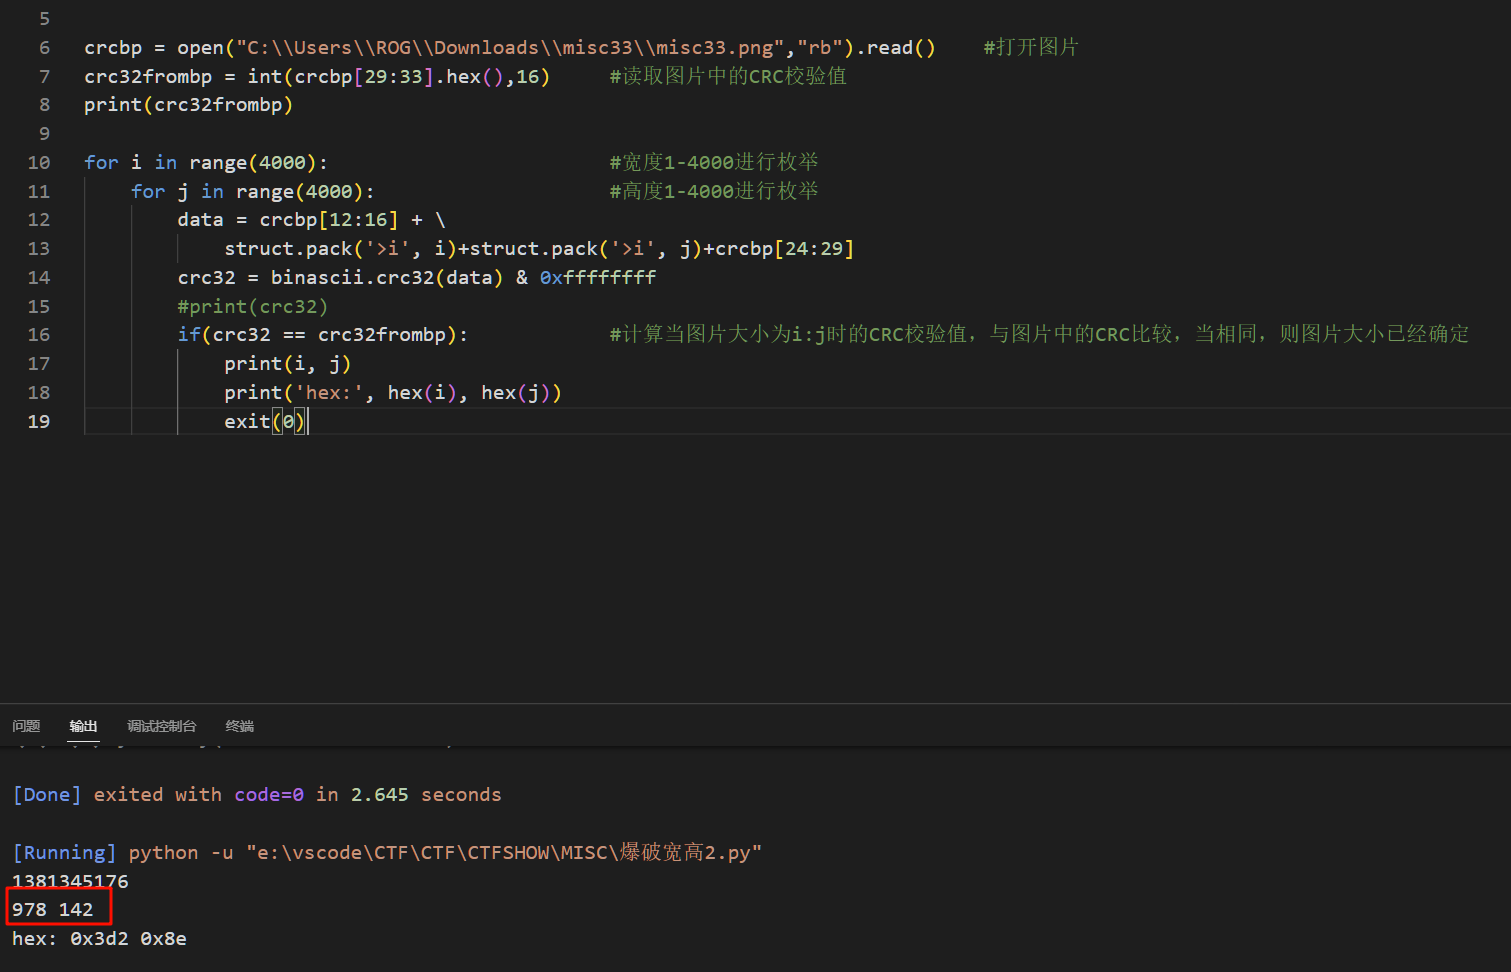 5
6 crcbp = open("C:\\Users\\ROG\\Downloads\\misc33\\misc33.png","rb").read() #打开图片
7 crc32frombp = int(crcbp[29:33].hex(),16) #读取图片中的CRC校验值
8 print(crc32frombp)
9
10 for i in range(4000): #宽度1-4000进行枚举
11 for j in range(4000): #高度1-4000进行枚举
12 data = crcbp[12:16] + \
13 struct.pack('>i', i)+struct.pack('>i', j)+crcbp[24:29]
14 crc32 = binascii.crc32(data) & 0xffffffff
15 #print(crc32)
16 if(crc32 == crc32frombp): #计算当图片大小为i:j时的CRC校验值，与图片中的CRC比较，当相同，则图片大小已经确定
17 print(i, j)
18 print('hex:', hex(i), hex(j))
19 exit(0)
问题 输出 调试控制台 终端
[Done] exited with code=0 in 2.645 seconds
[Running] python -u "e:\vscode\CTF\CTF\CTFSHOW\MISC\爆破宽高2.py"
1381345176
978 142
hex: 0x3d2 0x8e